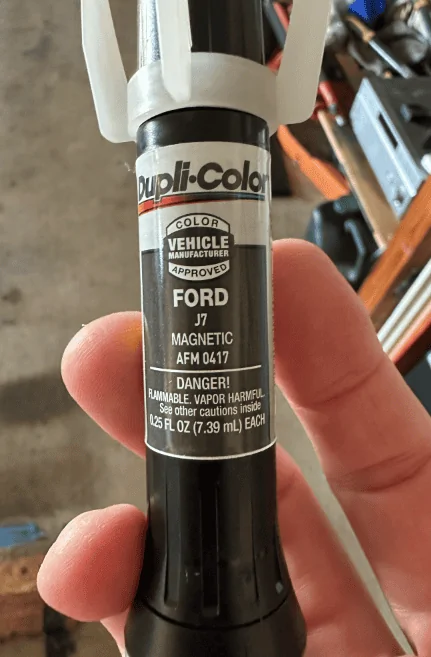 Dupli-Color
COLOR
VEHICLE
MANUFACTURER
APPROVED
FORD
J7
MAGNETIC
AFM 0417
DANGER!
FLAMMABLE. VAPOR HARMFUL.
See other cautions inside
0.25 FL OZ (7.39 mL) EACH